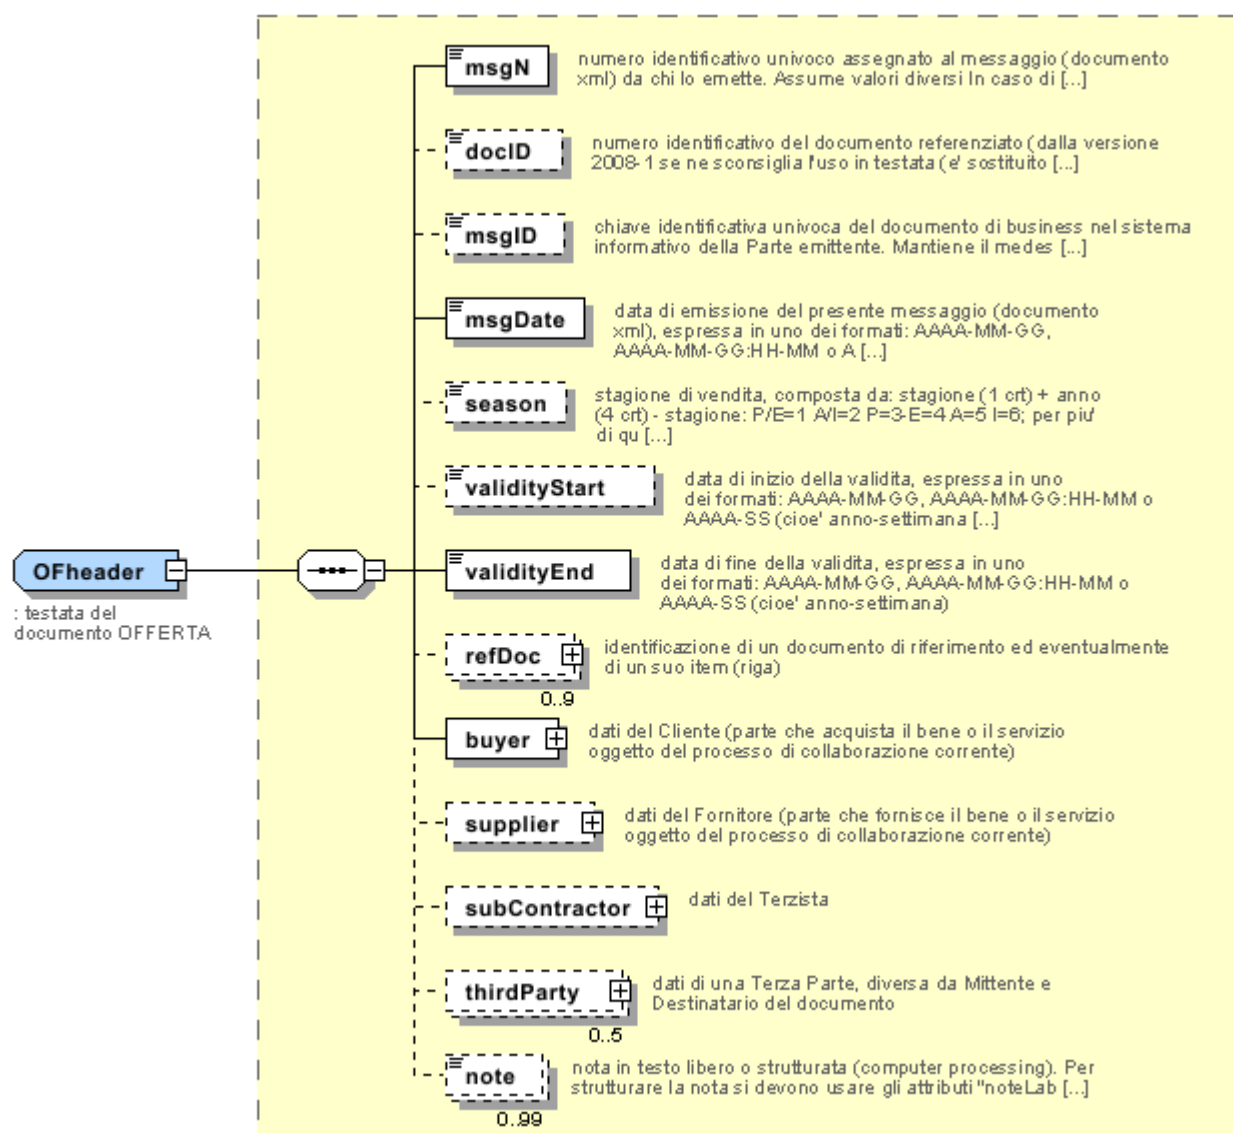 msgN
numero identificativo univoco assegnato al messaggio (documento
xml) da chi lo emette. Assume valori diversi In caso di [...]
docID
numero identificativo del documento referenziato (dalla versione
2008-1 se ne sconsiglia l'uso in testata (e' sostituito [...]
msgID
chiave identificativa univoca del documento di business nel sistema
informativo della Parte emittente. Mantiene il medes [...]
msgDate
data di emissione del presente messaggio (documento
xml), espressa in uno dei formati: AAAA-MM-GG,
AAAA-MM-GG:HH-MM o A [...]
season
stagione di vendita, composta da: stagione (1 crt) + anno
(4 crt) - stagione: P/E=1 A/I=2 P=3-E=4 A=5 I=6; per piu'
di qu [...]
validityStart
data di inizio della validita, espressa in uno
dei formati: AAAA-MM-GG, AAAA-MM-GG:HH-MM o
AAAA-SS (cioe' anno-settimana [...]
OFheader
: testata del
documento OFFERTA
validityEnd
data di fine della validita, espressa in uno
dei formati: AAAA-MM-GG, AAAA-MM-GG:HH-MM o
AAAA-SS (cioe' anno-settimana)
refDoc
0..9
identificazione di un documento di riferimento ed eventualmente
di un suo item (riga)
buyer
dati del Cliente (parte che acquista il bene o il servizio
oggetto del processo di collaborazione corrente)
supplier
dati del Fornitore (parte che fornisce il bene o il servizio
oggetto del processo di collaborazione corrente)
subContractor
dati del Terzista
thirdParty
0..5
dati di una Terza Parte, diversa da Mittente e
Destinatario del documento
note
0..99
nota in testo libero o strutturata (computer processing). Per
strutturare la nota si devono usare gli attributi "noteLab [...]